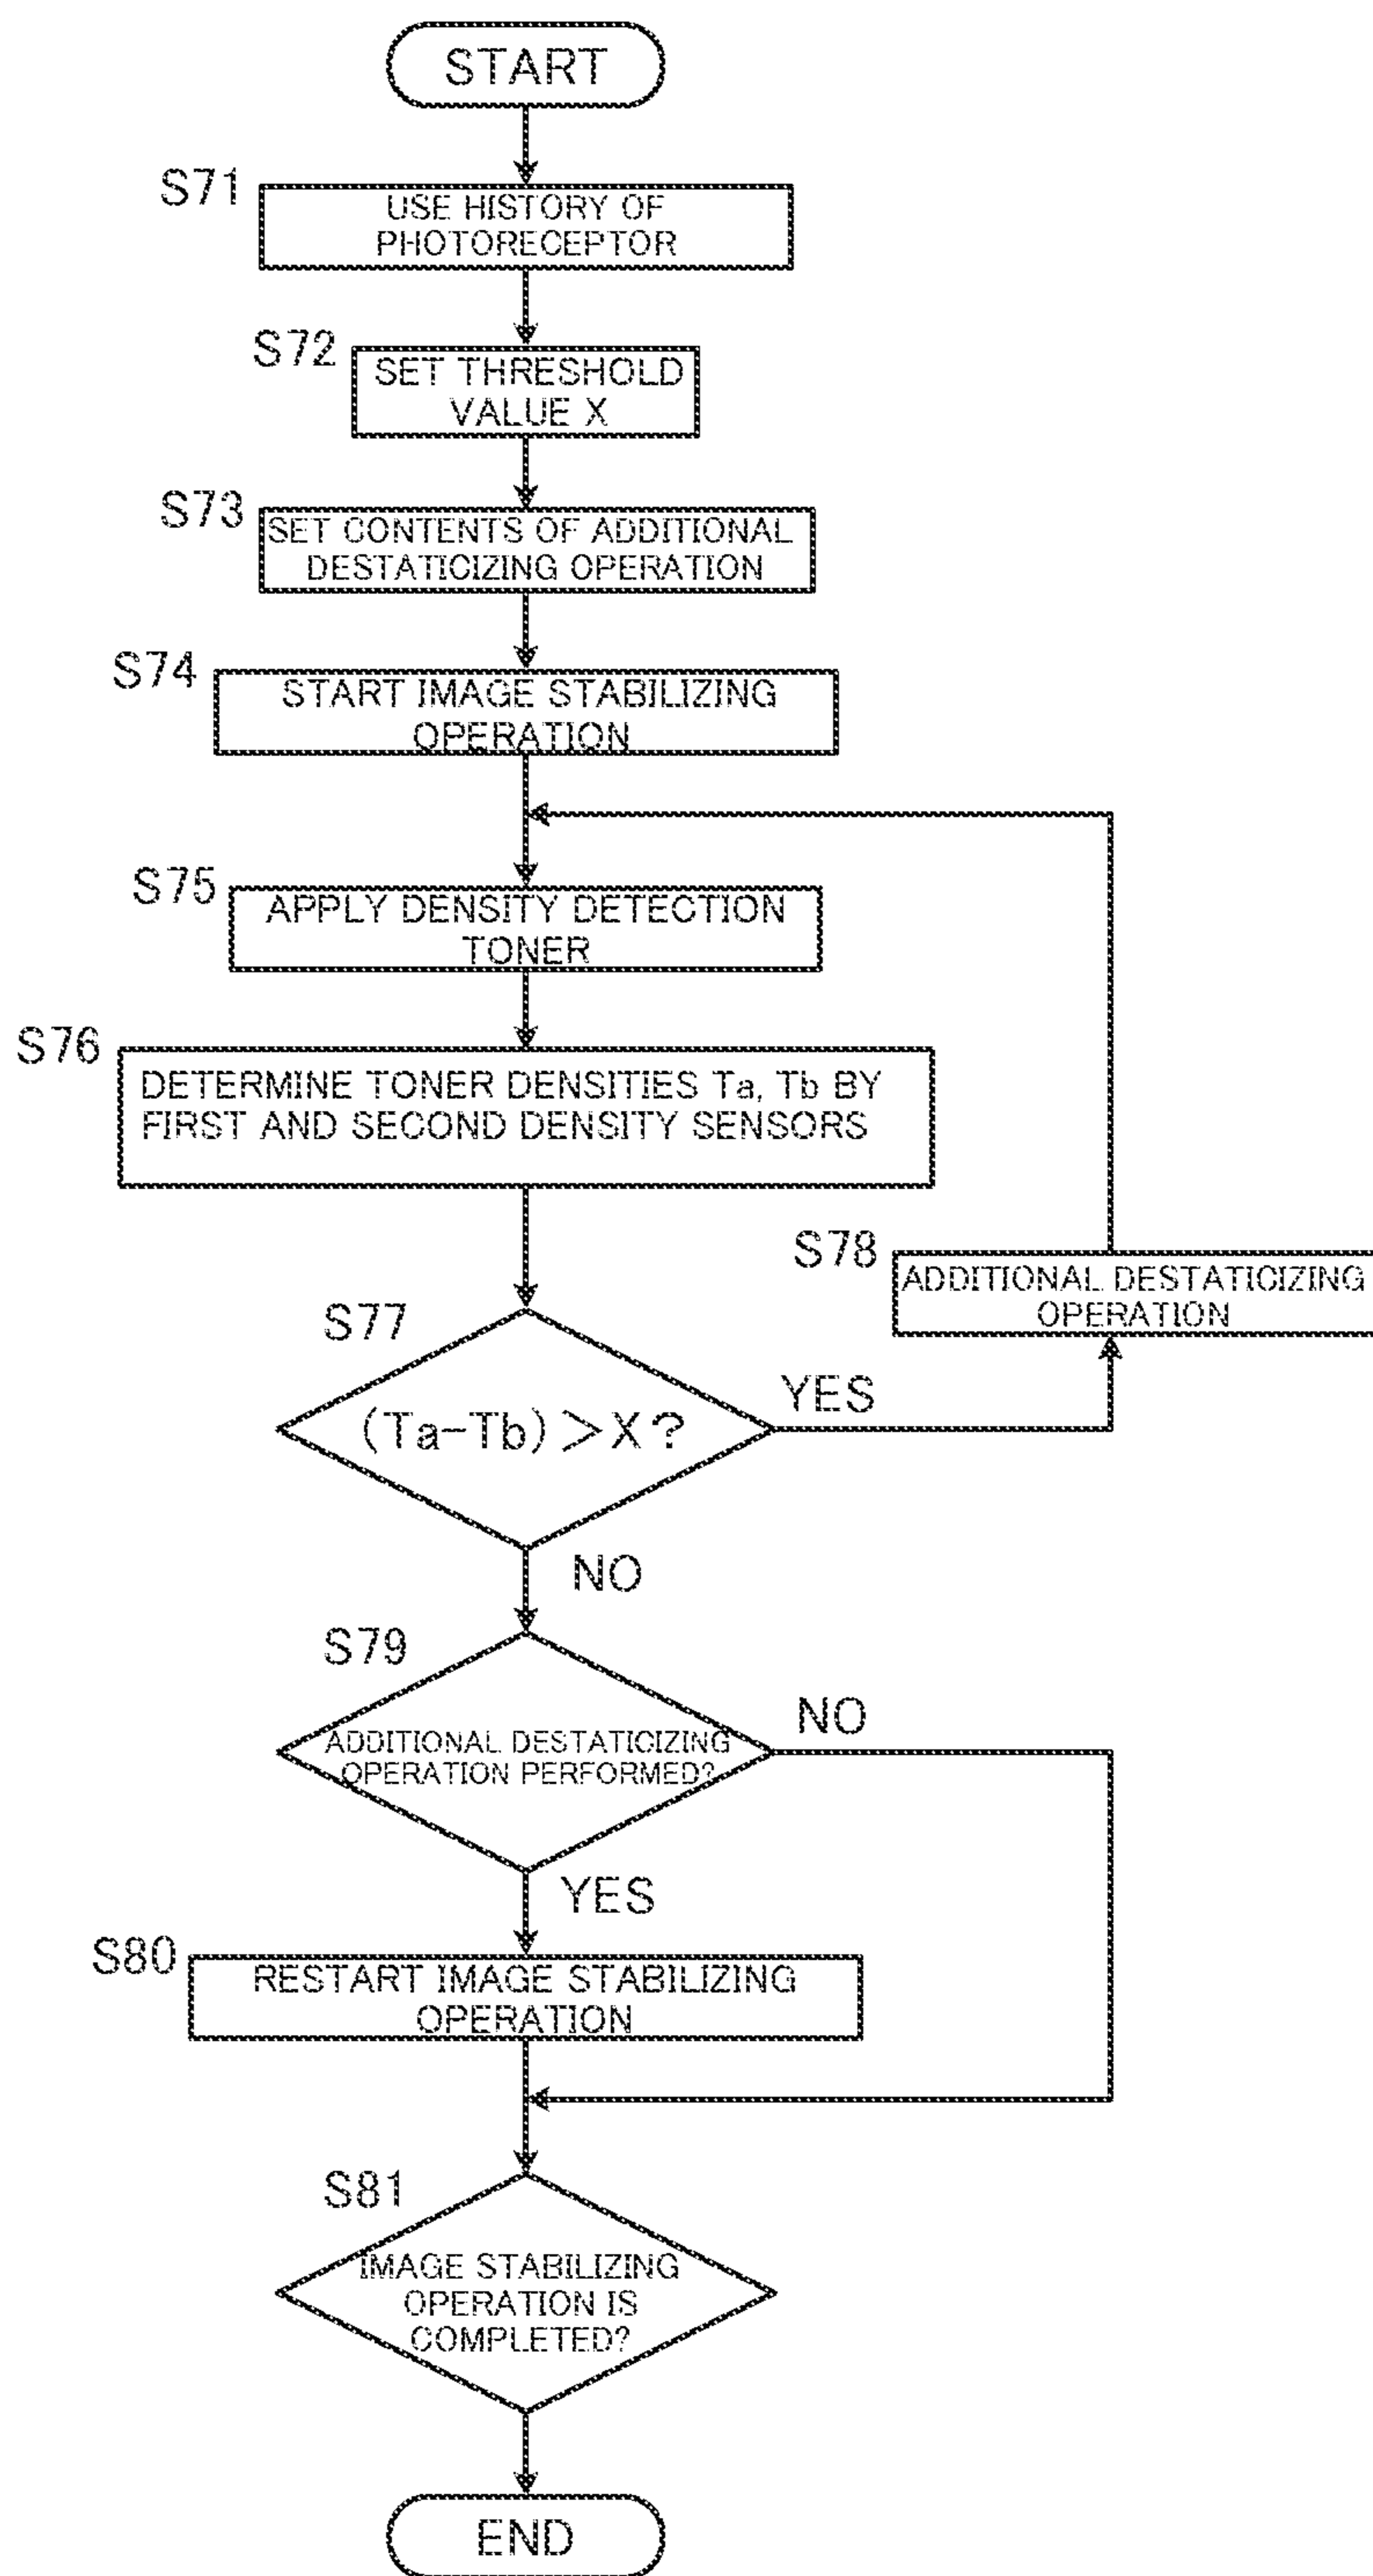 START
S71
USE HISTORY OF
PHOTORECEPTOR
S72
SET THRESHOLD
VALUE X
S73
SET CONTENTS OF ADDITIONAL
DESTATICIZING OPERATION
S74
START IMAGE STABILIZING
OPERATION
S75
APPLY DENSITY DETECTION
TONER
S76
DETERMINE TONER DENSITIES Ta, Tb BY
FIRST AND SECOND DENSITY SENSORS
S77
(Ta-Tb)>X?
YES
S78
ADDITIONAL DESTATICIZING
OPERATION
NO
S79
ADDITIONAL DESTATICIZING
OPERATION PERFORMED?
NO
YES
S80
RESTART IMAGE STABILIZING
OPERATION
S81
IMAGE STABILIZING
OPERATION IS
COMPLETED?
END